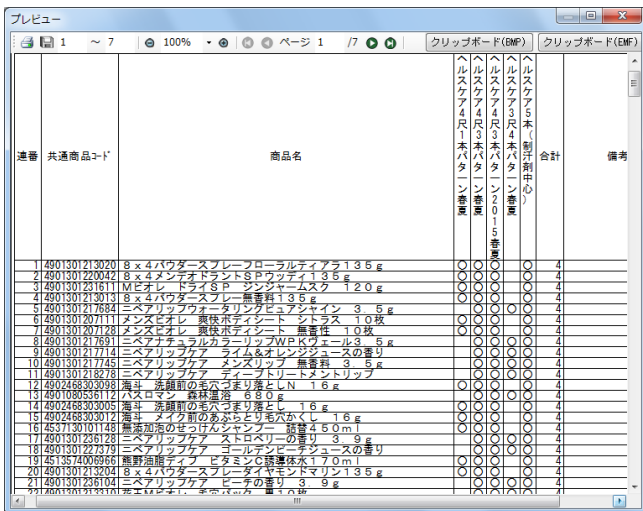 プレビュー
1 ～ 7 100% ページ 1 /7 クリップボード(BMP) クリップボード(EMF)
連番 共通商品ｺｰﾄﾞ 商品名 ヘルスケア4尺1本パターン春夏 ヘルスケア4尺3本パターン春夏 ヘルスケア4尺3本パターン2015春夏 ヘルスケア3尺4本パターン春夏 ヘルスケア5本（制汗剤中心） 合計 備考
1 4901301213020 ８ｘ４パウダースプレーフローラルティアラ１３５ｇ ○ ○ ○ ○ 4
2 4901301220042 ８ｘ４メンズデオドラントＳＰウッディ１３５ｇ ○ ○ ○ ○ 4
3 4901301231611 Ｍビオレ　ドライＳＰ　ジンジャームスク　１２０ｇ ○ ○ ○ ○ 4
4 4901301213013 ８ｘ４パウダースプレー無香料１３５ｇ ○ ○ ○ ○ 4
5 4901301217684 ニベアリップウォータリングピュアシャイン　３．５ｇ ○ ○ ○ ○ 4
6 4901301207111 メンズビオレ　爽快ボディシート　シトラス　１０枚 ○ ○ ○ ○ 4
7 4901301207128 メンズビオレ　爽快ボディシート　無香性　１０枚 ○ ○ ○ ○ 4
8 4901301217691 ニベアナチュラルカラーリップＷＰＫヴェール３．５ｇ ○ ○ ○ ○ 4
9 4901301217714 ニベアリップケア　ライム＆オレンジジュースの香り ○ ○ ○ ○ 4
10 4901301217745 ニベアリップケア　メンズリップ　無香料　３．５ｇ ○ ○ ○ ○ 4
11 4901301218278 ニベアリップケア　ディープトリートメントリップ ○ ○ ○ ○ 4
12 4902468303098 海斗　洗顔前の毛穴づまり落としＮ　１６ｇ ○ ○ ○ ○ 4
13 4901080536112 バスロマン　森林温浴　６８０ｇ ○ ○ ○ ○ 4
14 4902468303005 海斗　洗顔前の毛穴づまり落とし　１６ｇ ○ ○ ○ ○ 4
15 4902468303012 海斗　メイク前のあぶらとり毛穴かくし　１６ｇ ○ ○ ○ ○ 4
16 4537130101148 無添加泡のせっけんシャンプー　詰替４５０ｍｌ ○ ○ ○ ○ 4
17 4901301236128 ニベアリップケア　ストロベリーの香り　３．９ｇ ○ ○ ○ ○ 4
18 4901301227379 ニベアリップケア　ゴールデンピーチジュースの香り ○ ○ ○ ○ 4
19 4513574006966 熊野油脂ディブ　ビタミンＣ誘導体水１７０ｍｌ ○ ○ ○ ○ 4
20 4901301213204 ８ｘ４パウダースプレーダイヤモンドマリン１３５ｇ ○ ○ ○ ○ 4
21 4901301236104 ニベアリップケア　ピーチの香り　３．９ｇ ○ ○ ○ ○ 4